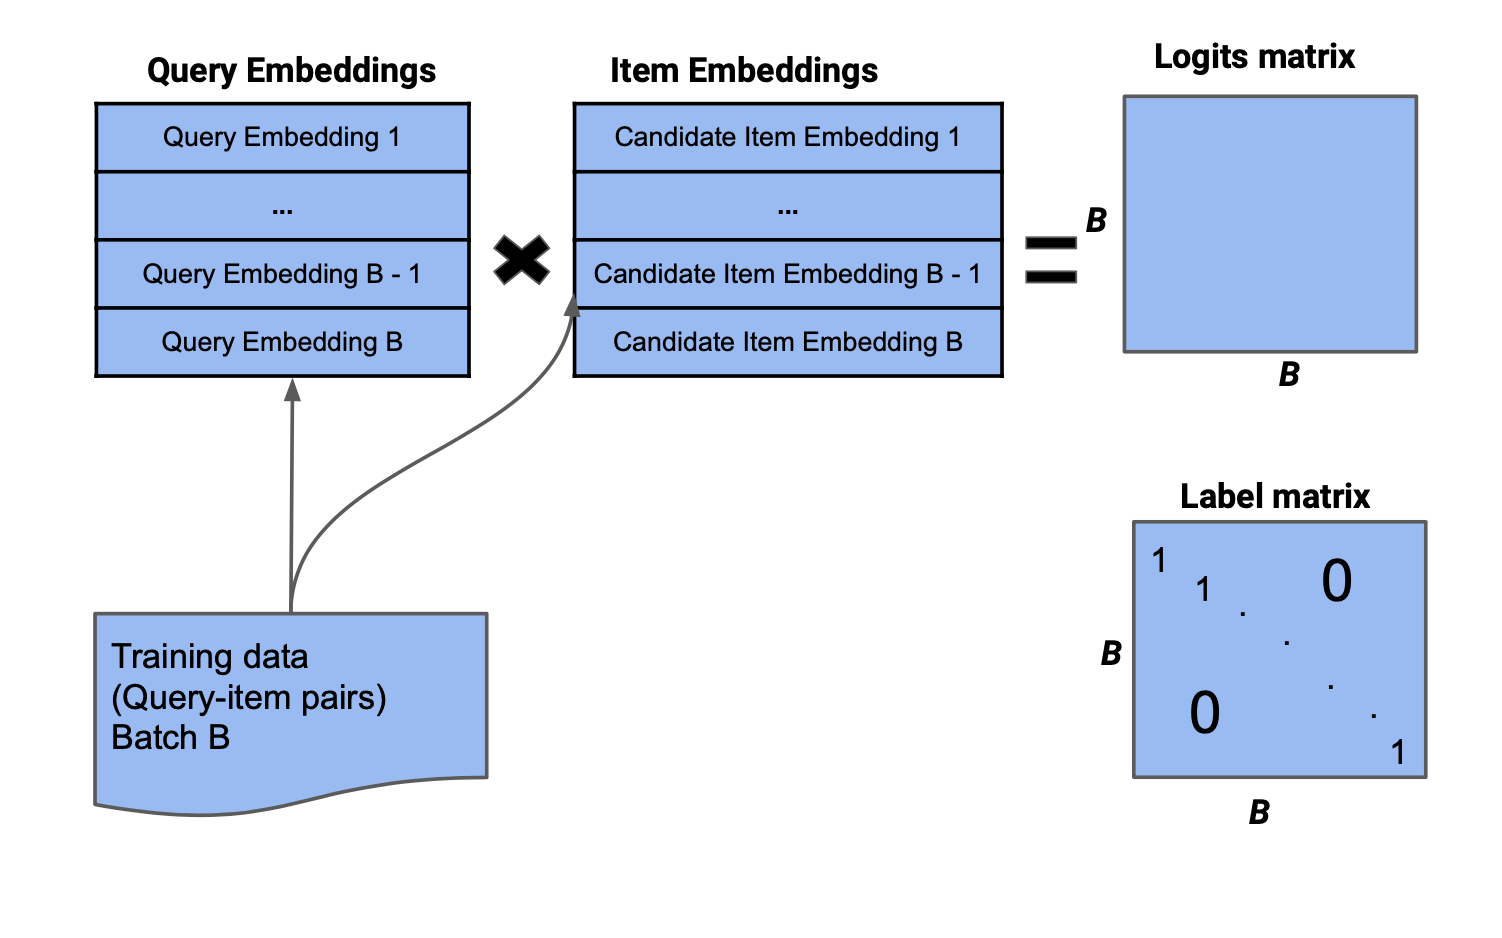 Query Embeddings
Query Embedding 1
...
Query Embedding B - 1
Query Embedding B
Item Embeddings
Candidate Item Embedding 1
...
Candidate Item Embedding B - 1
Candidate Item Embedding B
Logits matrix
B
B
Training data
(Query-item pairs)
Batch B
Label matrix
1
1
0
B
0
1
B